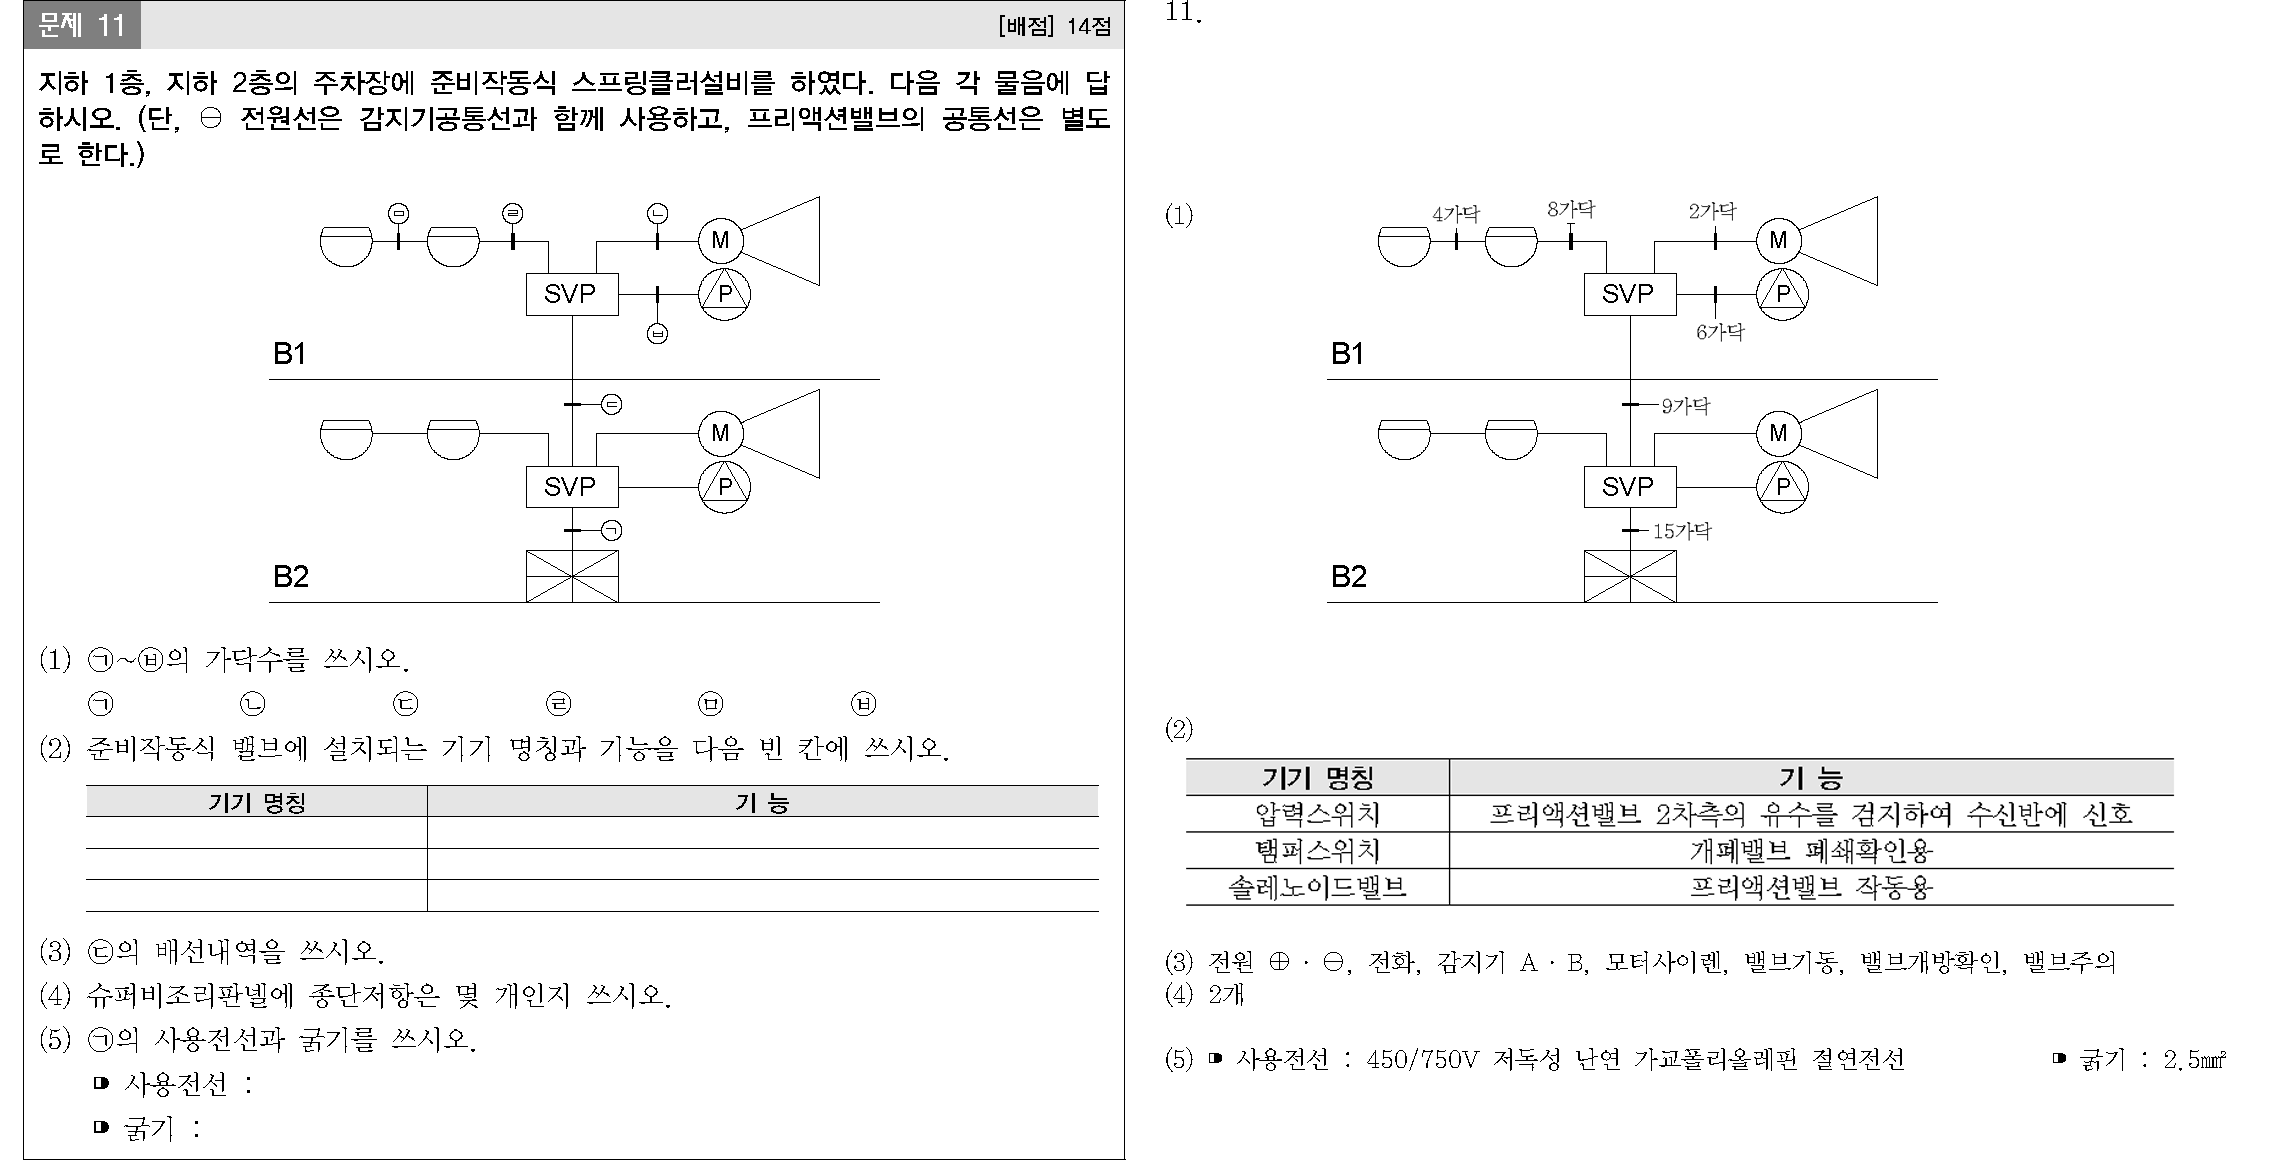 문제 11
[배점] 14점
지하 1층, 지하 2층의 주차장에 준비작동식 스프링클러설비를 하였다. 다음 각 물음에 답
하시오. (단, ⊖ 전원선은 감지기공통선과 함께 사용하고, 프리액션밸브의 공통선은 별도
로 한다.)
㉤ ㉣ ㉡
M
SVP
P
㉥
B1
㉢
M
SVP
P
㉠
B2
(1) ㉠~㉥의 가닥수를 쓰시오.
㉠ ㉡ ㉢ ㉣ ㉤ ㉥
(2) 준비작동식 밸브에 설치되는 기기 명칭과 기능을 다음 빈 칸에 쓰시오.
기기 명칭 기 능
(3) ㉢의 배선내역을 쓰시오.
(4) 슈퍼비조리판넬에 종단저항은 몇 개인지 쓰시오.
(5) ㉠의 사용전선과 굵기를 쓰시오.
사용전선 :
굵기 :
11.
(1)
4가닥 8가닥 2가닥
M
SVP
P
6가닥
B1
9가닥
M
SVP
P
15가닥
B2
(2)
기기 명칭 기 능
압력스위치 프리액션밸브 2차측의 유수를 검지하여 수신반에 신호
탬퍼스위치 개폐밸브 폐쇄확인용
솔레노이드밸브 프리액션밸브 작동용
(3) 전원 ⊕ · ⊖, 전화, 감지기 A · B, 모터사이렌, 밸브기동, 밸브개방확인, 밸브주의
(4) 2개
(5) 사용전선 : 450/750V 저독성 난연 가교폴리올레핀 절연전선 굵기 : 2.5㎟